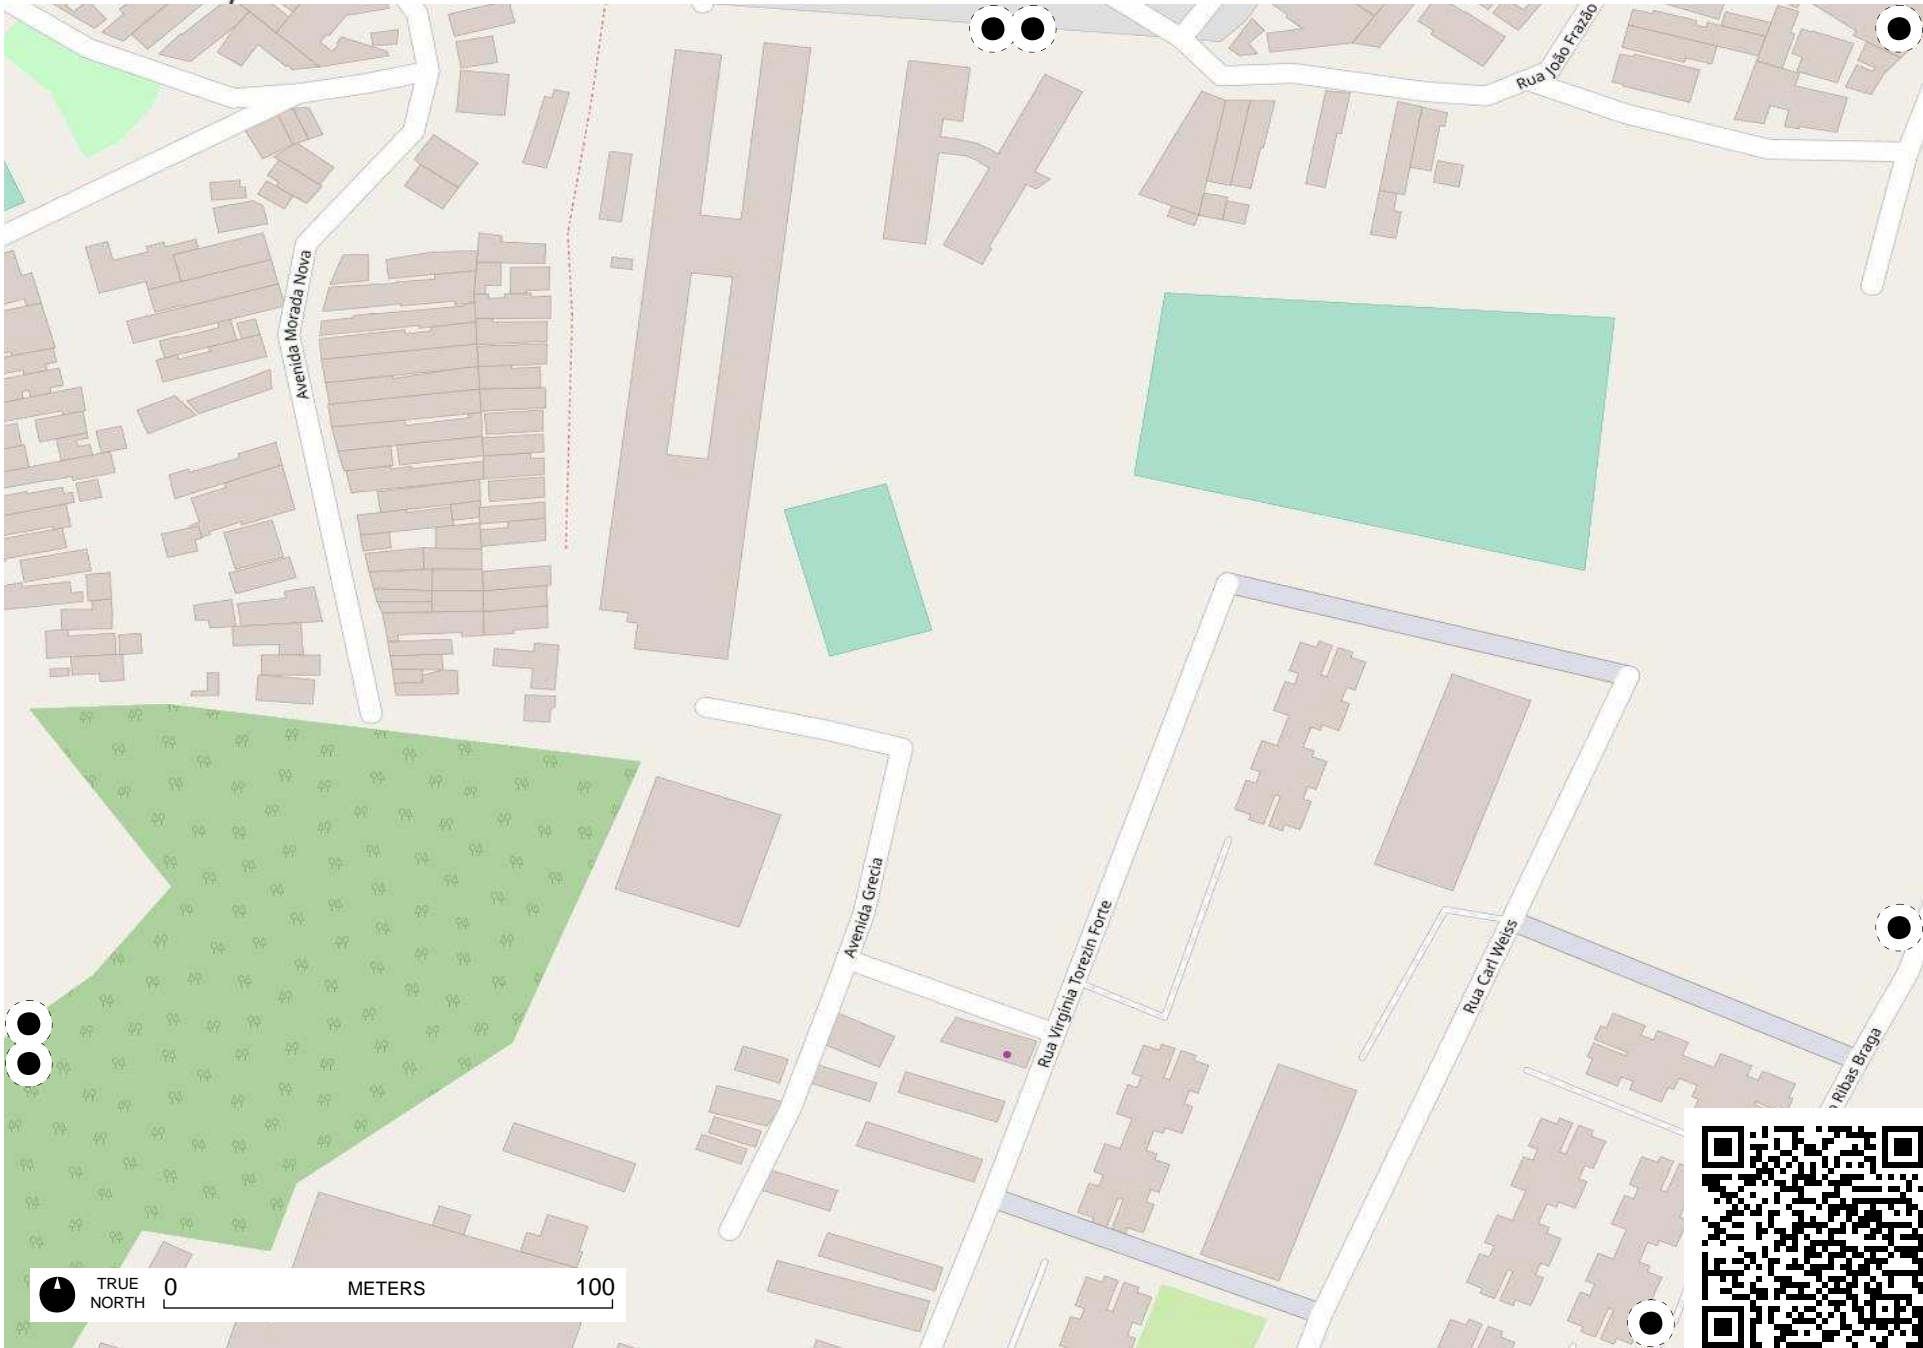 Rua João Frazão
Avenida Morada Nova
Avenida Grecia
Rua Virgínia Torezin Forte
Rua Carl Weiss
Ribas Braga
TRUE
NORTH
0 METERS 100